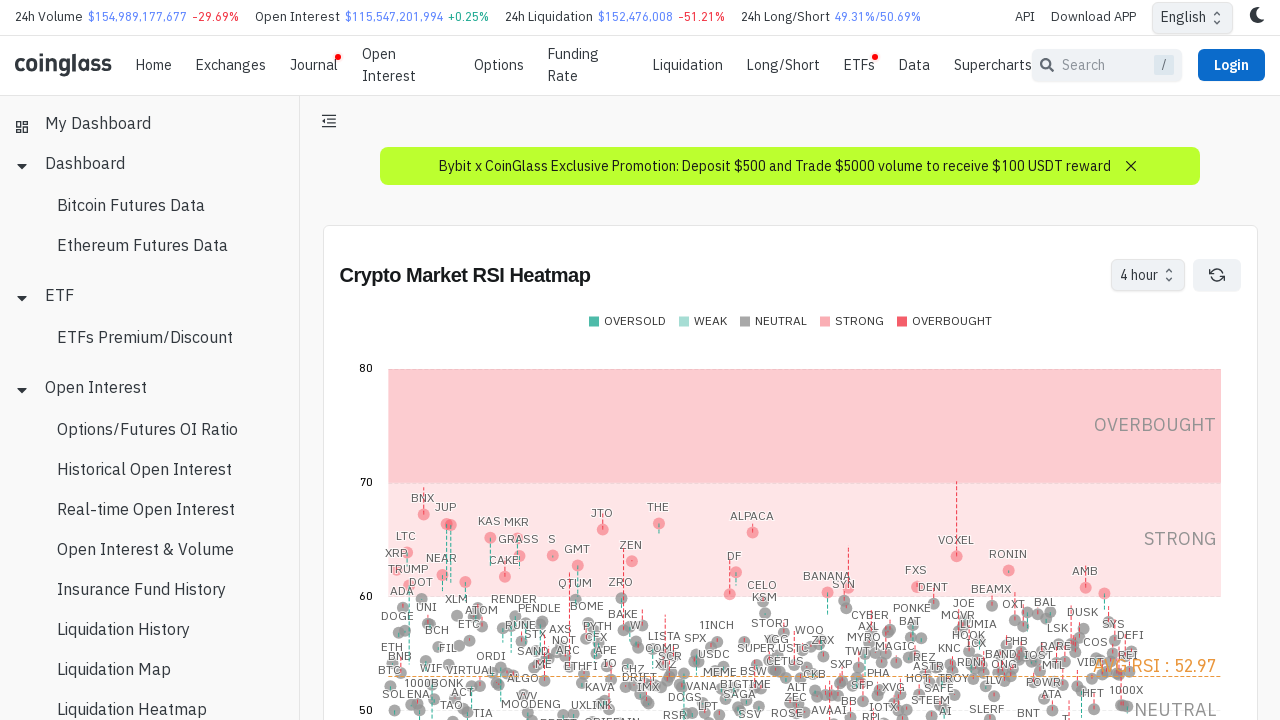 24h Volume $154,989,177,677 -29.69% Open Interest $115,547,201,994 +0.25% 24h Liquidation $152,476,008 -51.21% 24h Long/Short 49.31%/50.69% API Download APP English
coinglass Home Exchanges Journal Open Interest Options Funding Rate Liquidation Long/Short ETFs Data Supercharts Search / Login
My Dashboard
Dashboard
Bitcoin Futures Data
Ethereum Futures Data
ETF
ETFs Premium/Discount
Open Interest
Options/Futures OI Ratio
Historical Open Interest
Real-time Open Interest
Open Interest & Volume
Insurance Fund History
Liquidation History
Liquidation Map
Liquidation Heatmap
Bybit x CoinGlass Exclusive Promotion: Deposit $500 and Trade $5000 volume to receive $100 USDT reward
Crypto Market RSI Heatmap
4 hour
OVERSOLD WEAK NEUTRAL STRONG OVERBOUGHT
80
OVERBOUGHT
70
BNX JUP THE
KAS MKR JTO ALPACA
LTC GRASS S STRONG
XRP NEAR CAKE GMT ZEN DF VOXEL RONIN
TRUMP DOT QTUM ZRO BANANA SYN FXS AMB
60
ADA UNI XLM RENDER CELO KSM DENT BEAMX
DOGE ATOM PENDLE BOME BAKE PONKE JOE OXT BAL DUSK
BCH ETC RUNE STX AXS PYTH W 1INCH STORJ WOO CYBER AXL BAT MOVR ILUMIA LSK SYS
ETH FIL NOT CFX LISTA SPX YGG ZRX MYRO HOOK PHB COS DEFI
BNB ORDI SAND ARC APE COMP USDC SUPER USTC TWT MAGIC KNC ICX BAND IOST RARE REI
BTC WIF VIRTUAL ME ETHFI IO CHZ SCR XTZ MEME BSW CETUS SXP REZ ASTR RDNT ONG MTL AVG RSI : 52.97
1000BONK ALGO DRIFT CKB HOT TROY ILV POWR
SOL ENA ACT KAVA IMX BIGTIME ALT SFP XVG SAFE ATA HFT 1000X
TAO MOODENG UXLINK DOGS SAGA ZEC BB IOTX STEEM
50 TIA RSR LPT SSV ROSE SLERF BNT NEUTRAL